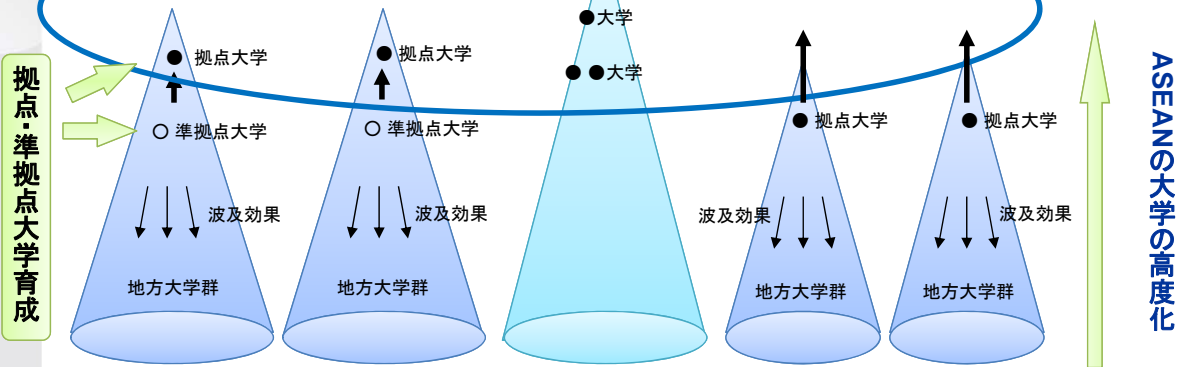 ●大学
●●大学
拠点大学
拠点大学
準拠点大学
準拠点大学
拠点大学
拠点大学
拠点・準拠点大学育成
波及効果
波及効果
波及効果
波及効果
地方大学群
地方大学群
地方大学群
地方大学群
ASEANの大学の高度化